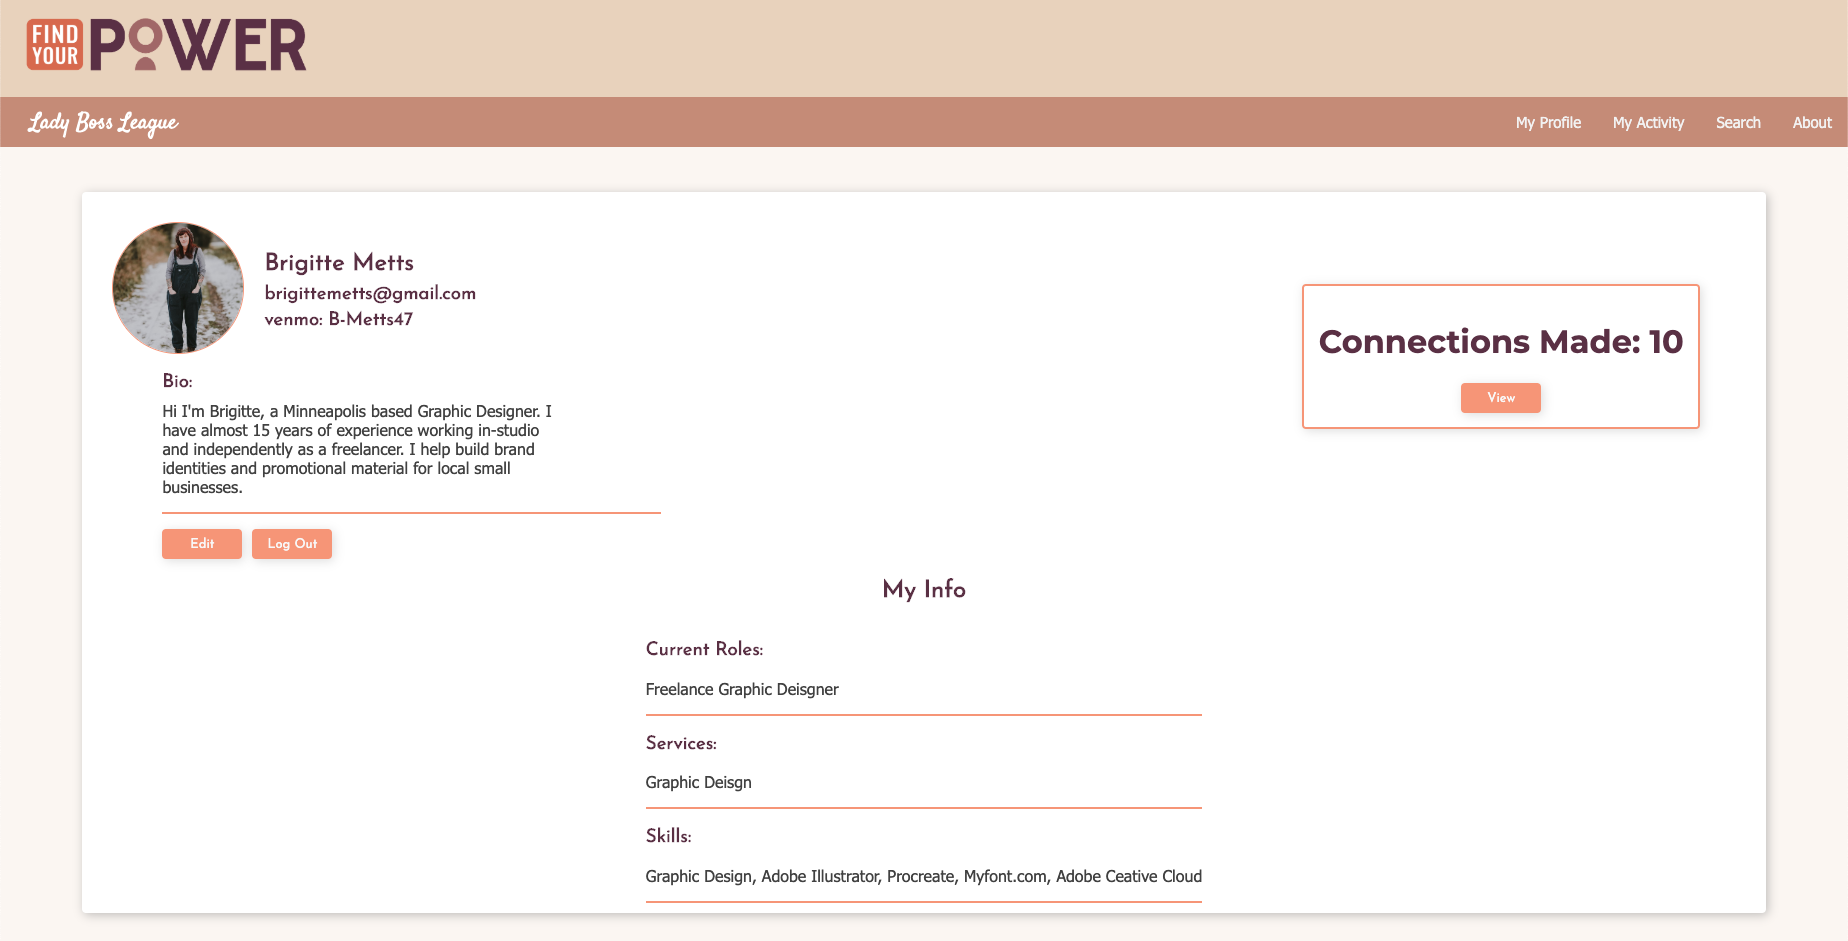 FIND
YOUR
POWER
Lady Boss League
My Profile
My Activity
Search
About
Brigitte Metts
brigittemetts@gmail.com
venmo: B-Metts47
Connections Made: 10
View
Bio:
Hi I'm Brigitte, a Minneapolis based Graphic Designer. I
have almost 15 years of experience working in-studio
and independently as a freelancer. I help build brand
identities and promotional material for local small
businesses.
Edit
Log Out
My Info
Current Roles:
Freelance Graphic Deisgner
Services:
Graphic Deisgn
Skills:
Graphic Design, Adobe Illustrator, Procreate, Myfont.com, Adobe Ceative Cloud